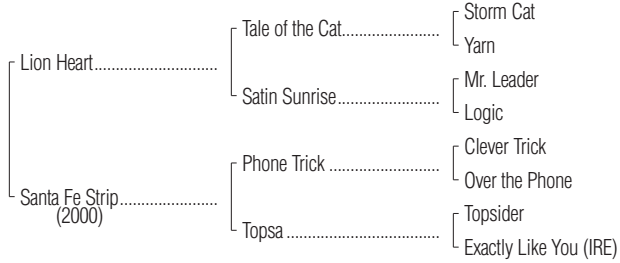 Storm Cat
Tale of the Cat.......................
Yarn
Lion Heart.............................
Mr. Leader
Satin Sunrise........................
Logic
Clever Trick
Phone Trick ..........................
Over the Phone
Santa Fe Strip.......................
(2000)
Topsider
Topsa ....................................
Exactly Like You (IRE)